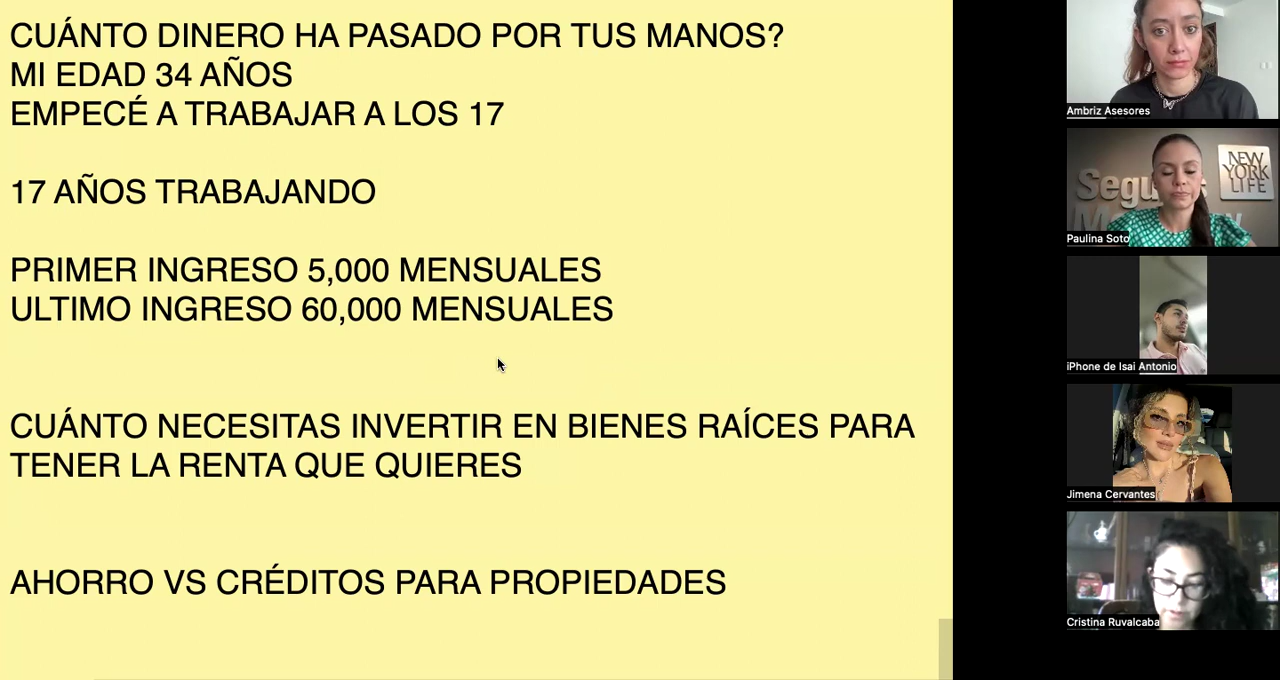 CUÁNTO DINERO HA PASADO POR TUS MANOS?
MI EDAD 34 AÑOS
EMPECÉ A TRABAJAR A LOS 17
17 AÑOS TRABAJANDO
PRIMER INGRESO 5,000 MENSUALES
ULTIMO INGRESO 60,000 MENSUALES
CUÁNTO NECESITAS INVERTIR EN BIENES RAÍCES PARA
TENER LA RENTA QUE QUIERES
AHORRO VS CRÉDITOS PARA PROPIEDADES
Ambriz Asesores
NEW
YORK
LIFE
Paulina Soto
iPhone de Isai Antonio
Jimena Cervantes
Cristina Ruvalcaba